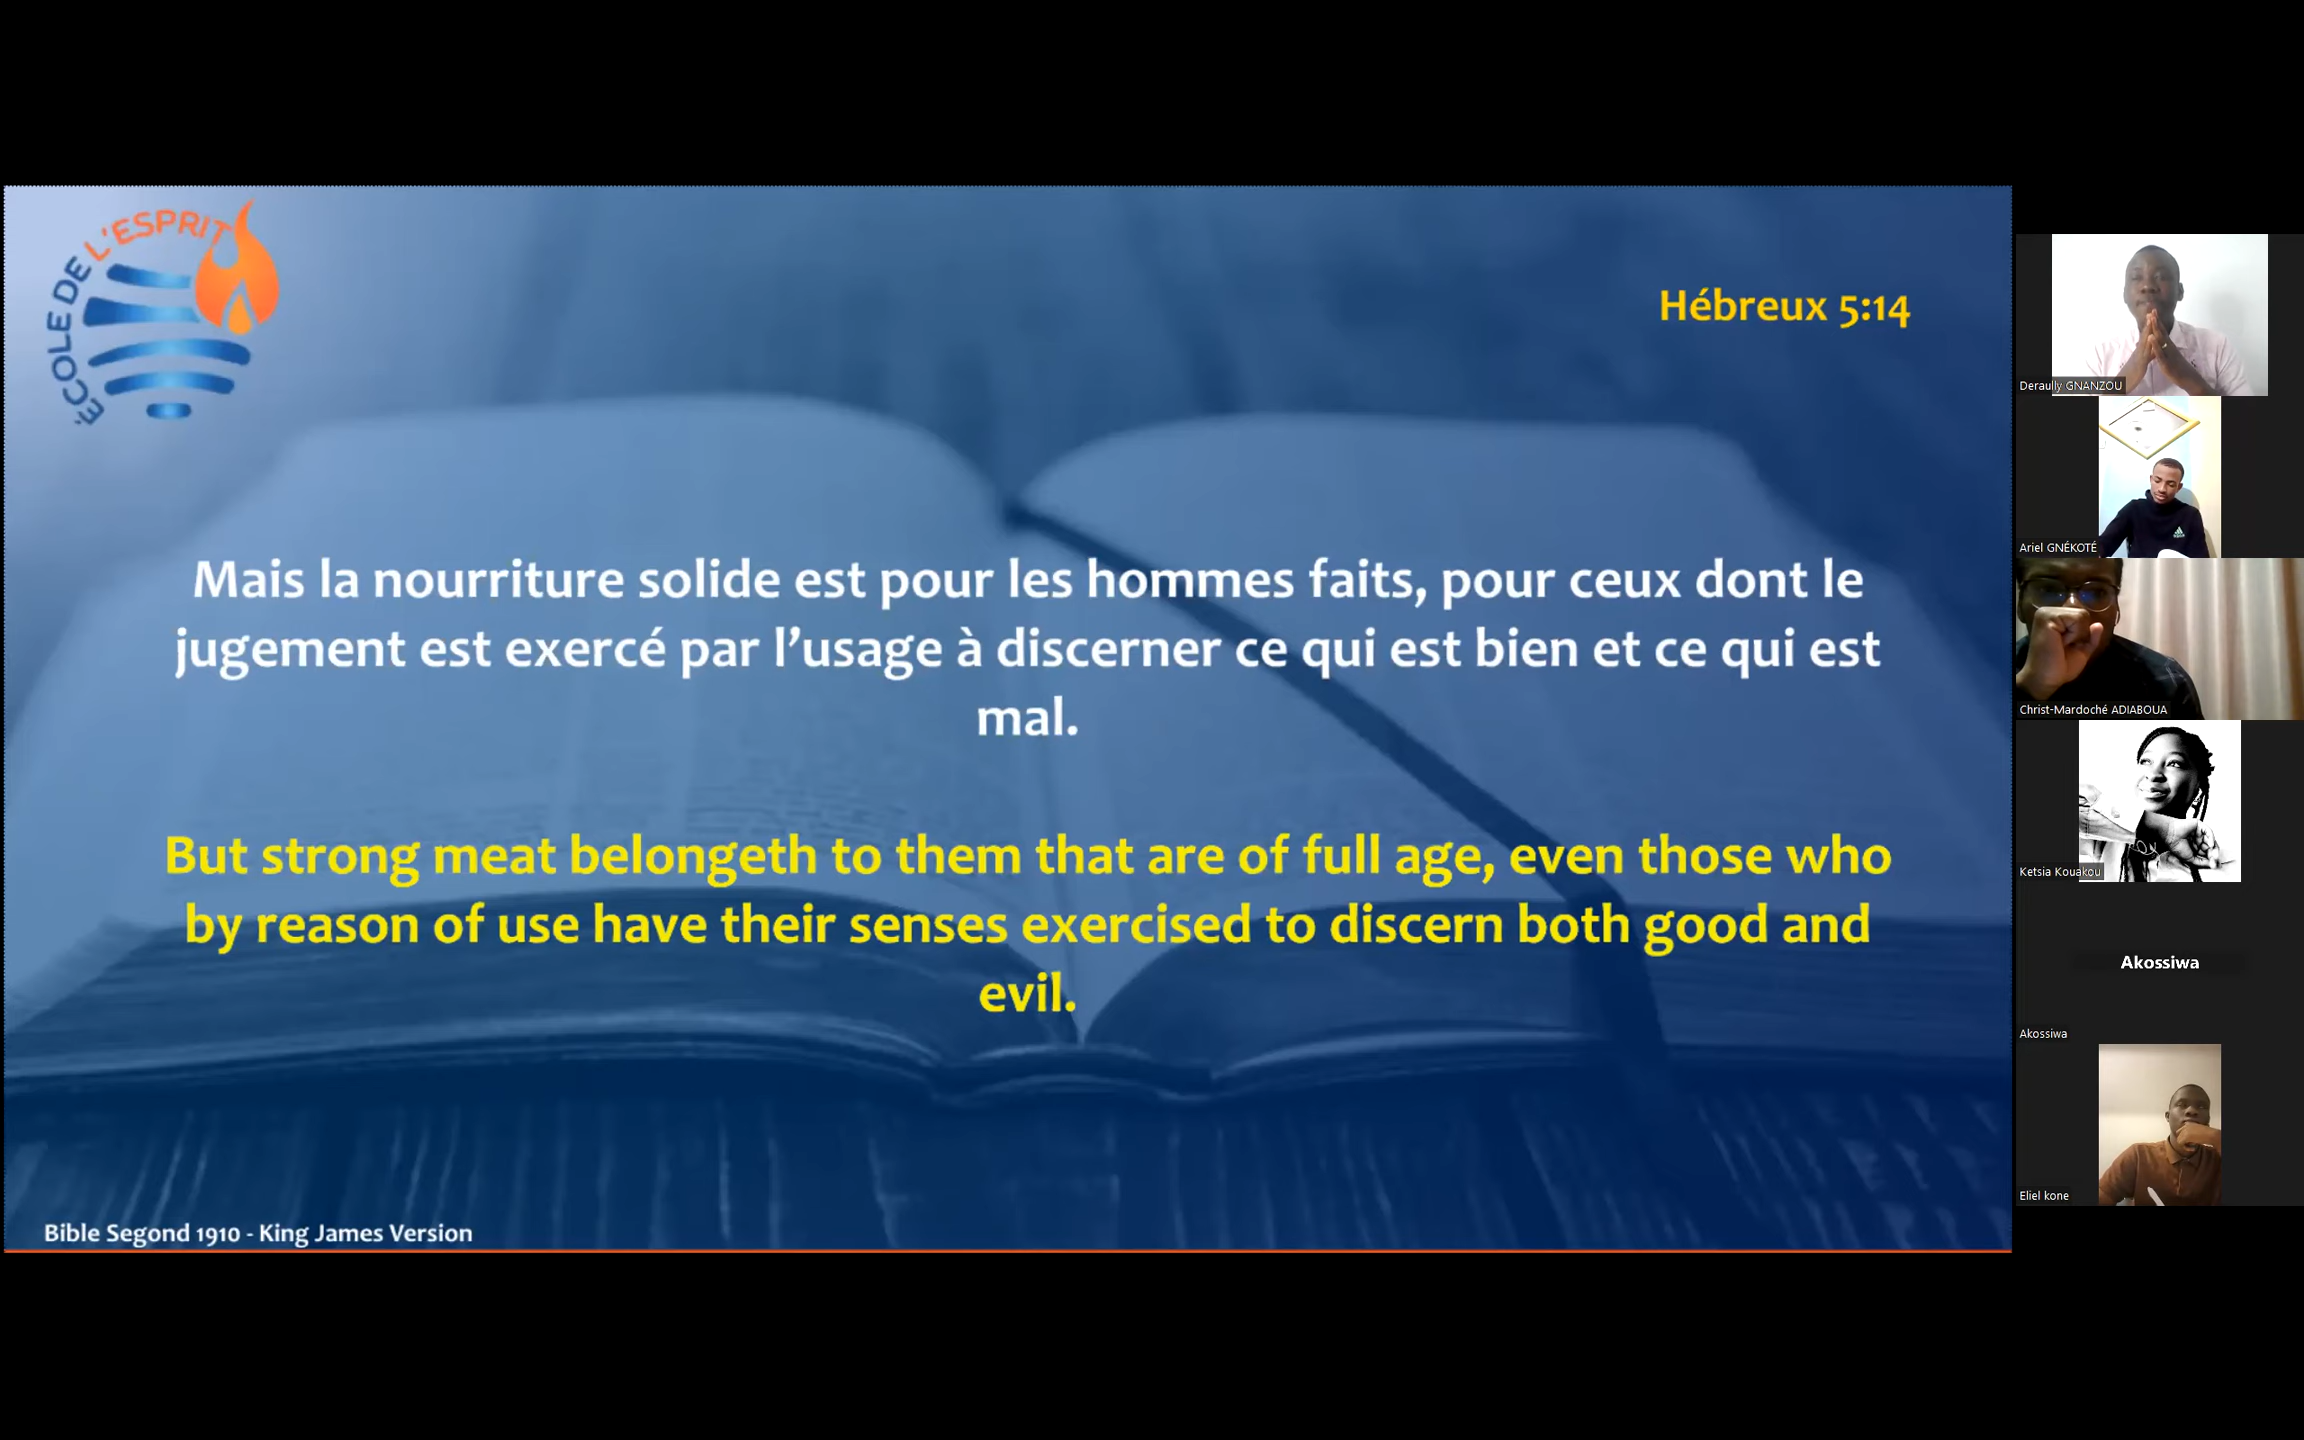 ÉCOLE DE L'ESPRIT
Hébreux 5:14
Mais la nourriture solide est pour les hommes faits, pour ceux dont le
jugement est exercé par l’usage à discerner ce qui est bien et ce qui est
mal.
But strong meat belongeth to them that are of full age, even those who
by reason of use have their senses exercised to discern both good and
evil.
Bible Segond 1910 - King James Version
Deraully GNANZOU
Ariel GNÉKOTÉ
Christ-Mardoché ADIABOUA
Ketsia Kouakou
Akossiwa
Akossiwa
Eliel kone